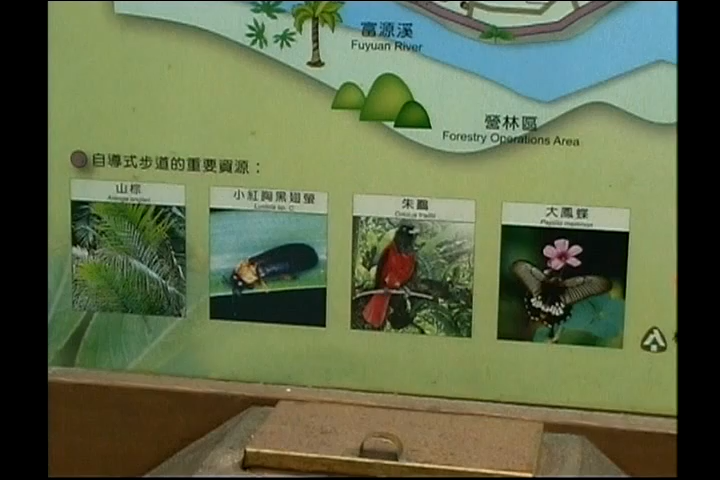 富源溪
Fuyuan River
營林區
Forestry Operations Area
自導式步道的重要資源：
山棕
小紅胸黑翅螢
朱鸝
大鳳蝶